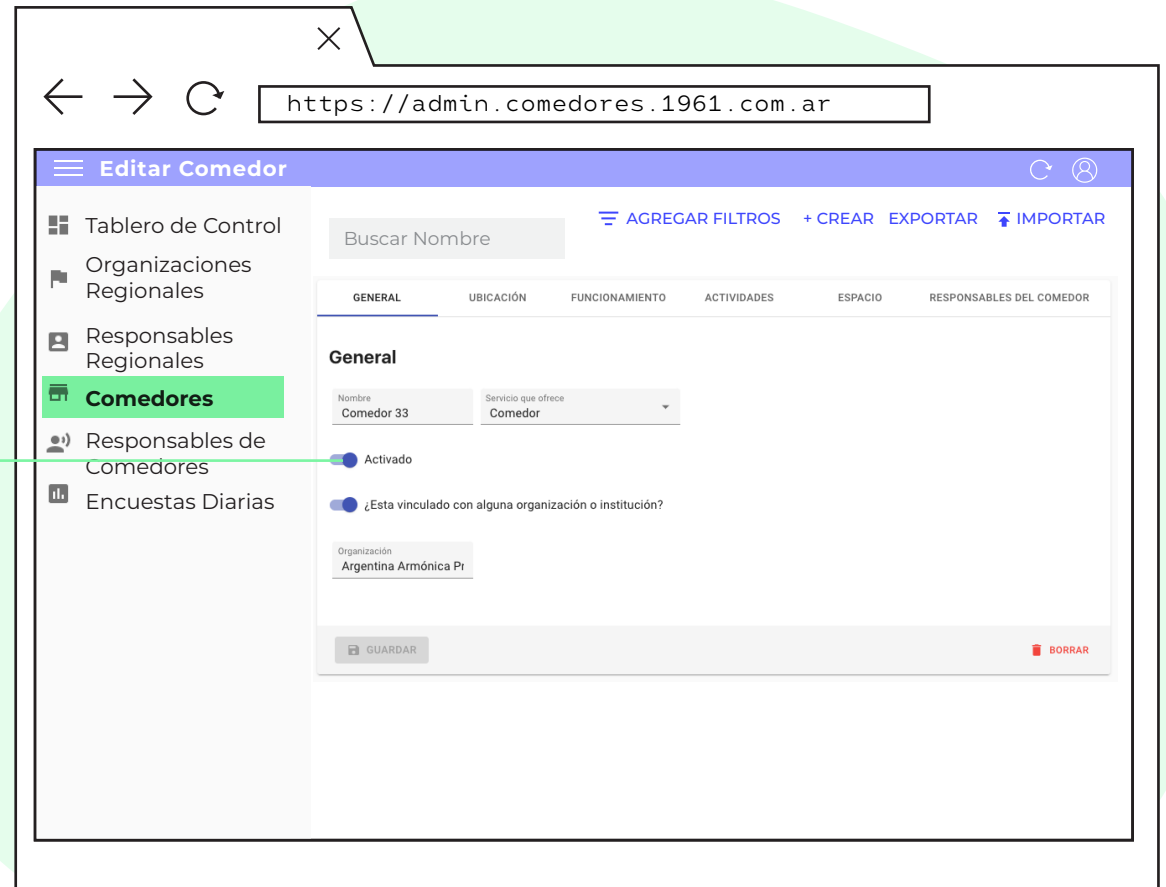 https://admin.comedores.1961.com.ar
Editar Comedor
Tablero de Control
Organizaciones
Regionales
Responsables
Regionales
Comedores
Responsables de
Comedores
Encuestas Diarias
Buscar Nombre
AGREGAR FILTROS + CREAR EXPORTAR IMPORTAR
GENERAL UBICACIÓN FUNCIONAMIENTO ACTIVIDADES ESPACIO RESPONSABLES DEL COMEDOR
General
Nombre Servicio que ofrece
Comedor 33 Comedor
Activado
¿Esta vinculado con alguna organización o institución?
Organización
Argentina Armónica Pr
GUARDAR BORRAR